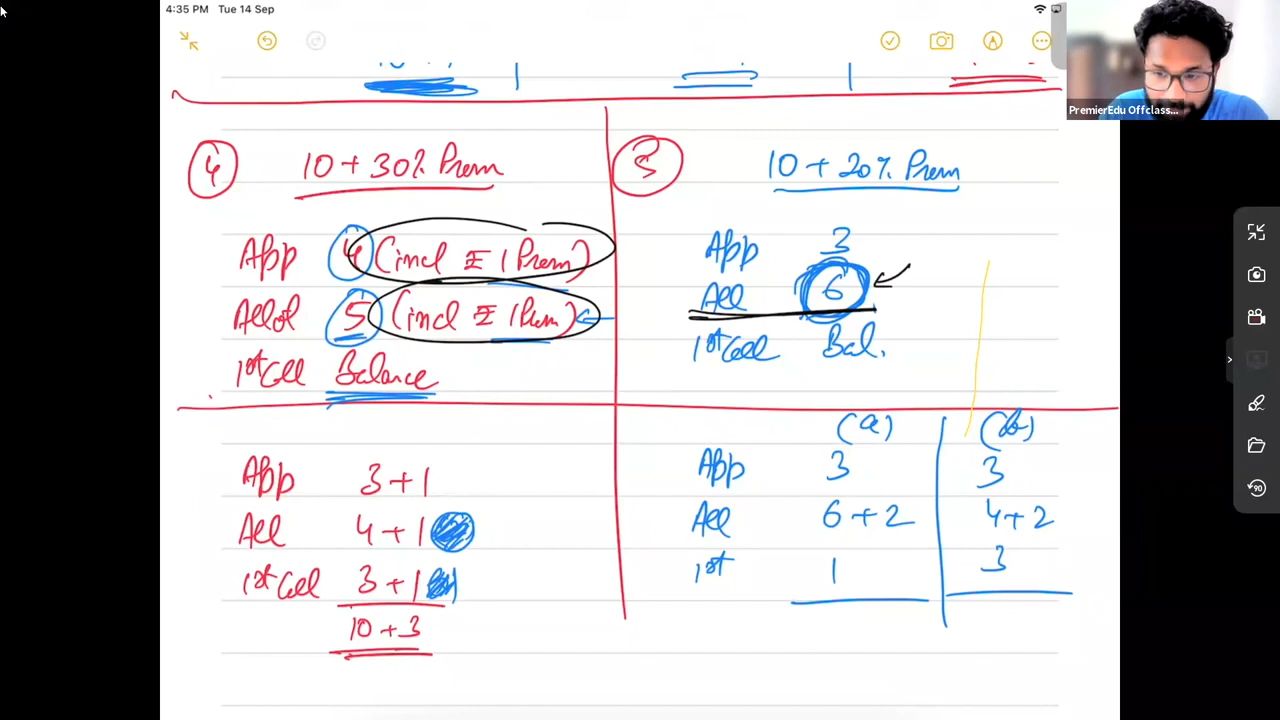 4:35 PM Tue 14 Sep
PremierEdu Offclass...
④ 10 + 30% Prem
App 4 (incl ₹ 1 Prem)
Allot 5 (incl ₹ 1 Prem)
1st Call Balance
App 3 + 1
All 4 + 1
1st Call 3 + 1
10 + 3
⑤ 10 + 20% Prem
App 3
All 6
1st Call Bal.
(a) (b)
App 3 3
All 6 + 2 4 + 2
1st 1 3
90